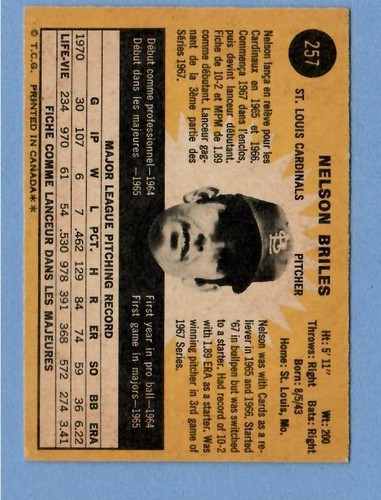 257
NELSON BRILES
ST. LOUIS CARDINALS PITCHER
Ht: 5' 11" Wt: 200
Throws: Right Bats: Right
Born: 8/5/43
Home: St. Louis, Mo.
Nelson lança en relève pour les
Cardinaux en 1965 et 1966.
Commença 1967 dans l'enclos,
puis devint lanceur débutant.
Fiche de 10-2 et MPM de 1.89
comme débutant. Lanceur gag-
nant de la 3ème partie des
Séries 1967.
StL
Nelson was with Cards as a re-
liever in 1965 and 1966. Started
'67 in bullpen but was switched
to a starter. Had record of 10-2
with 1.89 ERA as a starter. Was
winning pitcher in 3rd game of
1967 Series.
Début comme professionnel—1964
Début dans les majeures —1965
First year in pro ball—1964
First game in majors—1965
MAJOR LEAGUE PITCHING RECORD
G IP W L PCT. H R ER SO BB ERA
1970 30 107 6 7 .462 129 84 74 59 36 6.22
LIFE-VIE 234 970 61 54 .530 978 391 368 572 274 3.41
FICHE COMME LANCEUR DANS LES MAJEURES
© T.C.G. PRINTED IN CANADA**